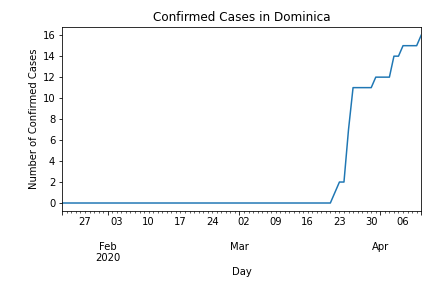 Confirmed Cases in Dominica
Number of Confirmed Cases
16
14
12
10
8
6
4
2
0
27 03 10 17 24 02 09 16 23 30 06
Feb Mar Apr
2020
Day